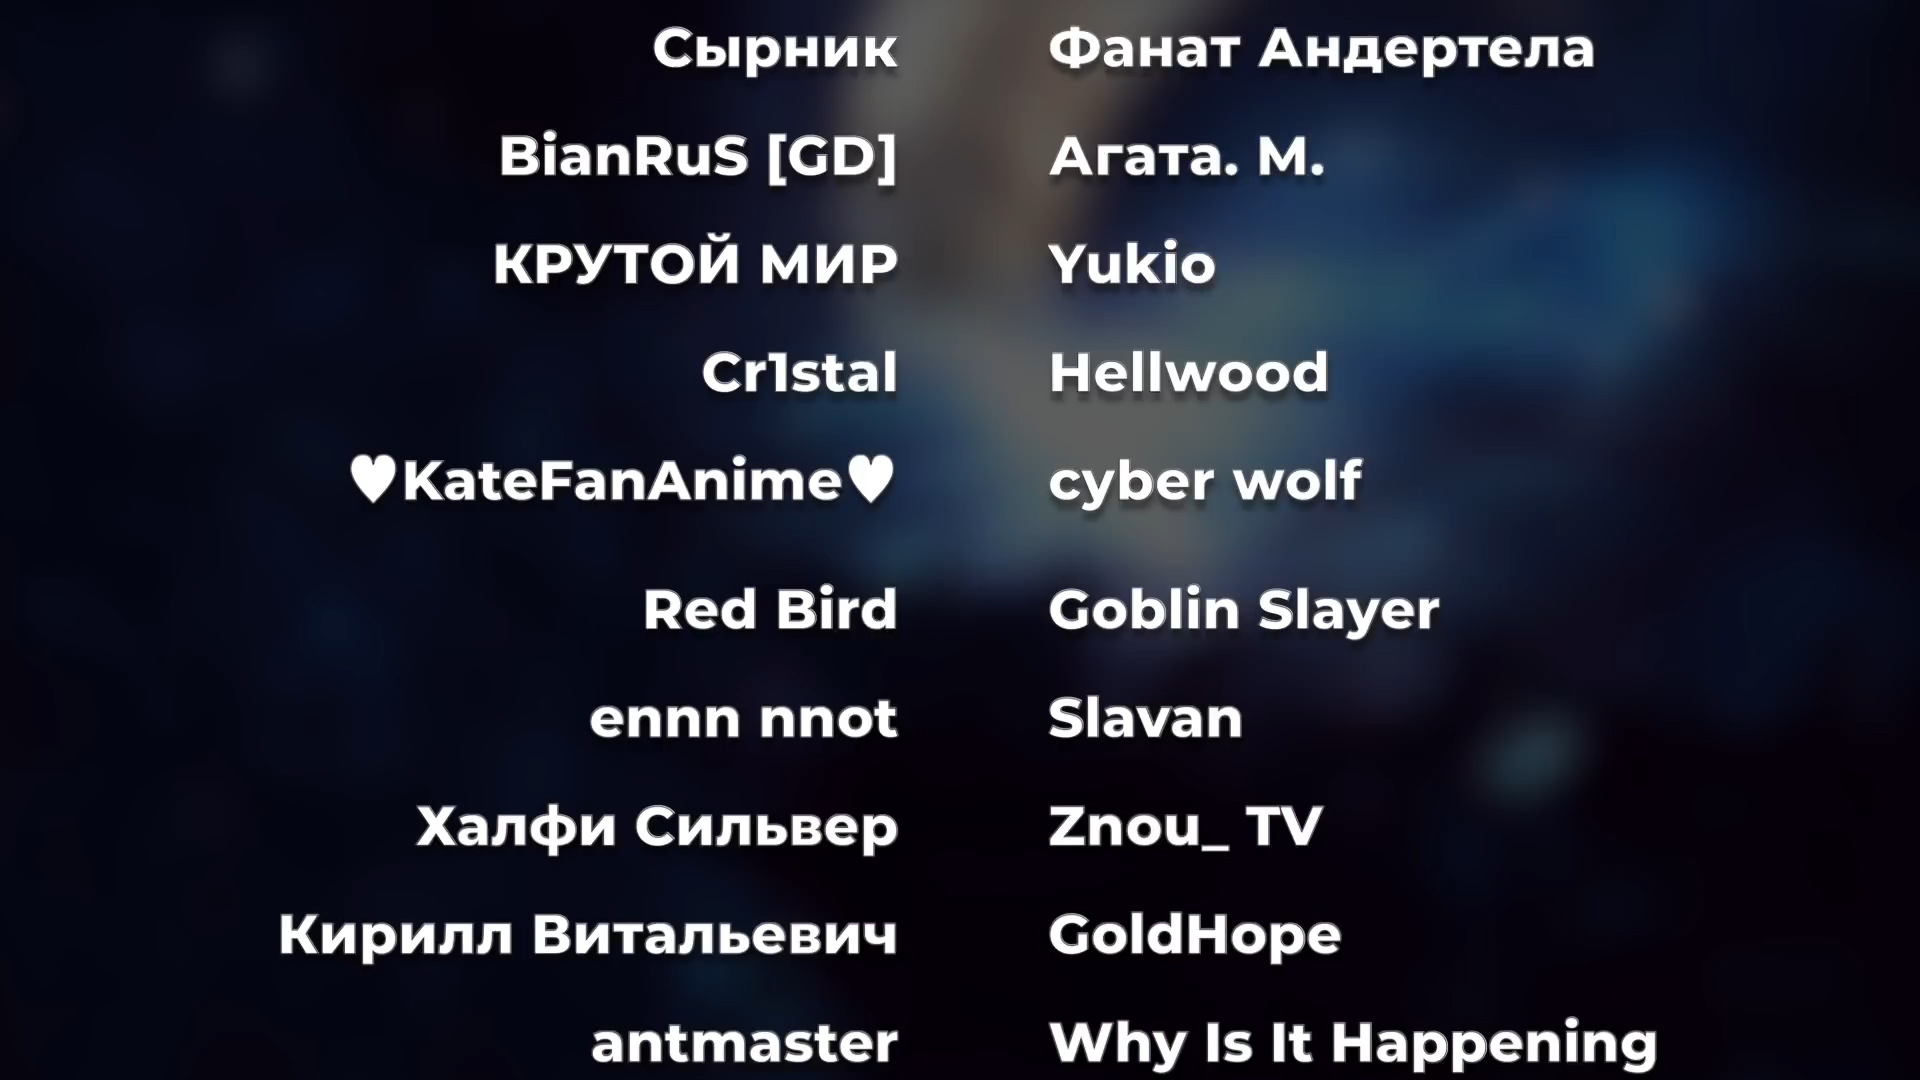 Сырник Фанат Андертела
BianRuS [GD] Агата. М.
КРУТОЙ МИР Yukio
Cr1stal Hellwood
♥KateFanAnime♥ cyber wolf
Red Bird Goblin Slayer
ennn nnot Slavan
Халфи Сильвер Znou_ TV
Кирилл Витальевич GoldHope
antmaster Why Is It Happening